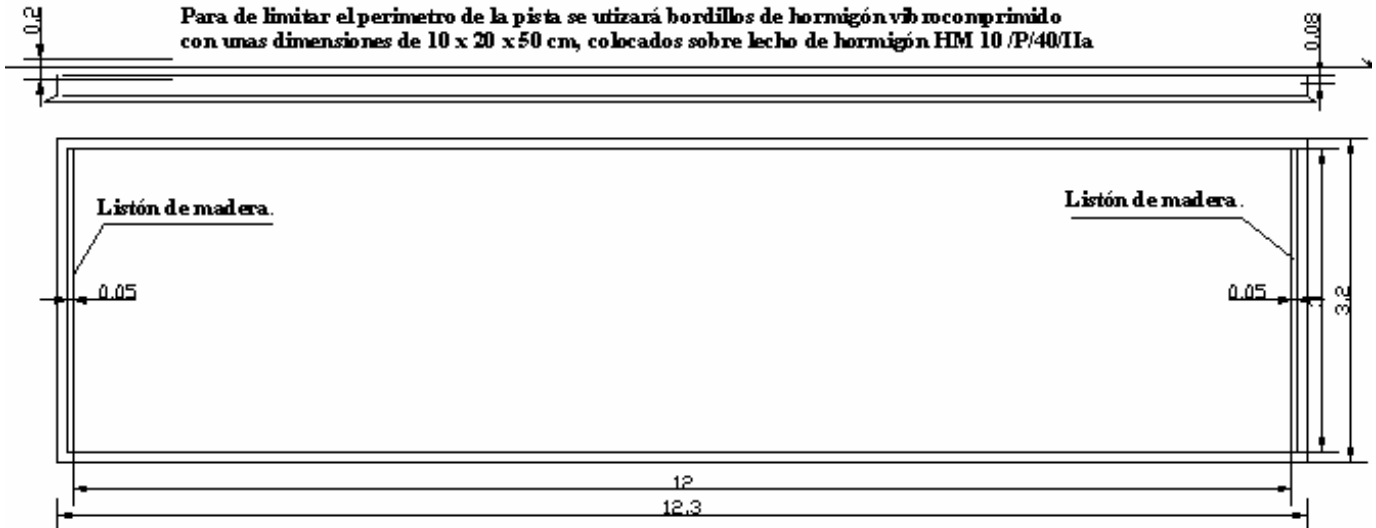 0.2
Para de limitar el perimetro de la pista se utizará bordillos de hormigón vibrocomprimido
con unas dimensiones de 10 x 20 x 50 cm, colocados sobre lecho de hormigón HM 10 /P/40/IIa
0.08
Listón de madera.
Listón de madera.
0.05
0.05
3.2
12
12.3